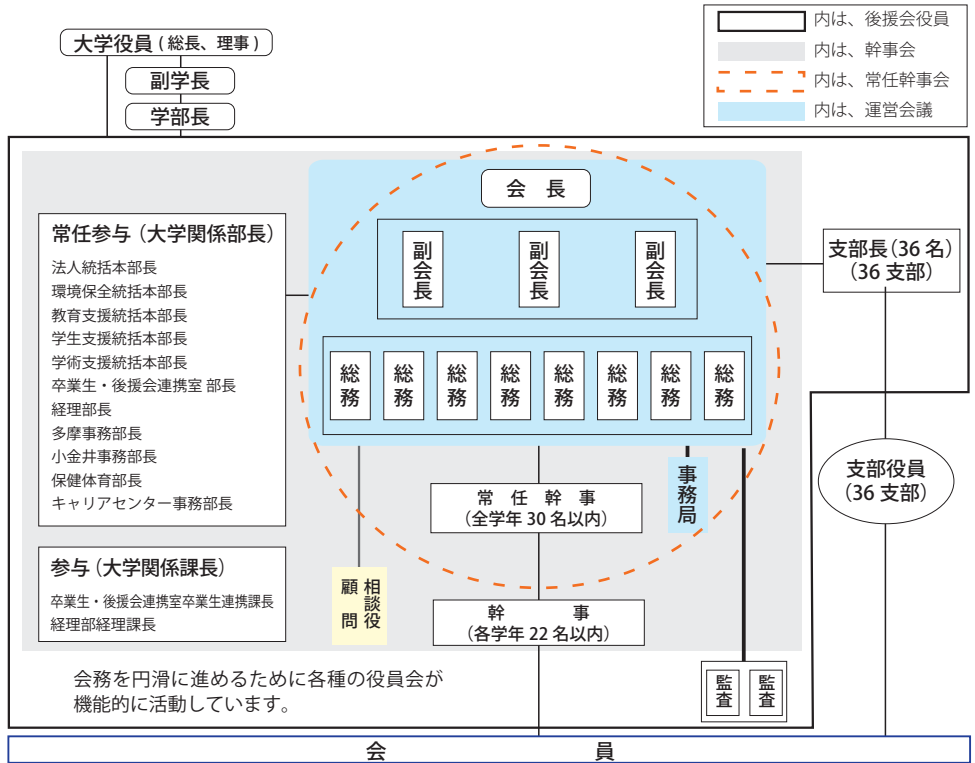 内は、後援会役員
内は、幹事会
内は、常任幹事会
内は、運営会議
大学役員 ( 総長、理事 )
副学長
学部長
会　長
副会長
副会長
副会長
総務
総務
総務
総務
総務
総務
総務
総務
常任参与（大学関係部長）
法人統括本部長
環境保全統括本部長
教育支援統括本部長
学生支援統括本部長
学術支援統括本部長
卒業生・後援会連携室 部長
経理部長
多摩事務部長
小金井事務部長
保健体育部長
キャリアセンター事務部長
参与（大学関係課長）
卒業生・後援会連携室卒業生連携課長
経理部経理課長
支部長（36 名）
（36 支部）
支部役員
（36 支部）
事務局
常　任　幹　事
（全学年 30 名以内）
相談役
顧　問
幹　　　事
（各学年 22 名以内）
監査
監査
会務を円滑に進めるために各種の役員会が
機能的に活動しています。
会　　　員